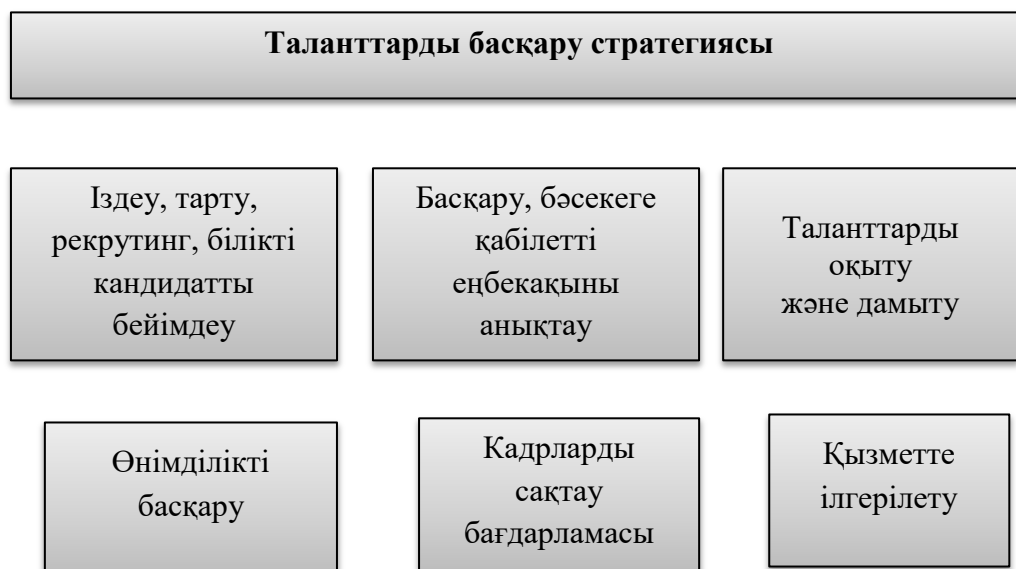 Таланттарды басқару стратегиясы
Іздеу, тарту,
рекрутинг, білікті
кандидатты
бейімдеу
Басқару, бәсекеге
қабілетті
еңбекақыны
анықтау
Таланттарды
оқыту
және дамыту
Өнімділікті
басқару
Кадрларды
сақтау
бағдарламасы
Қызметте
ілгерілету